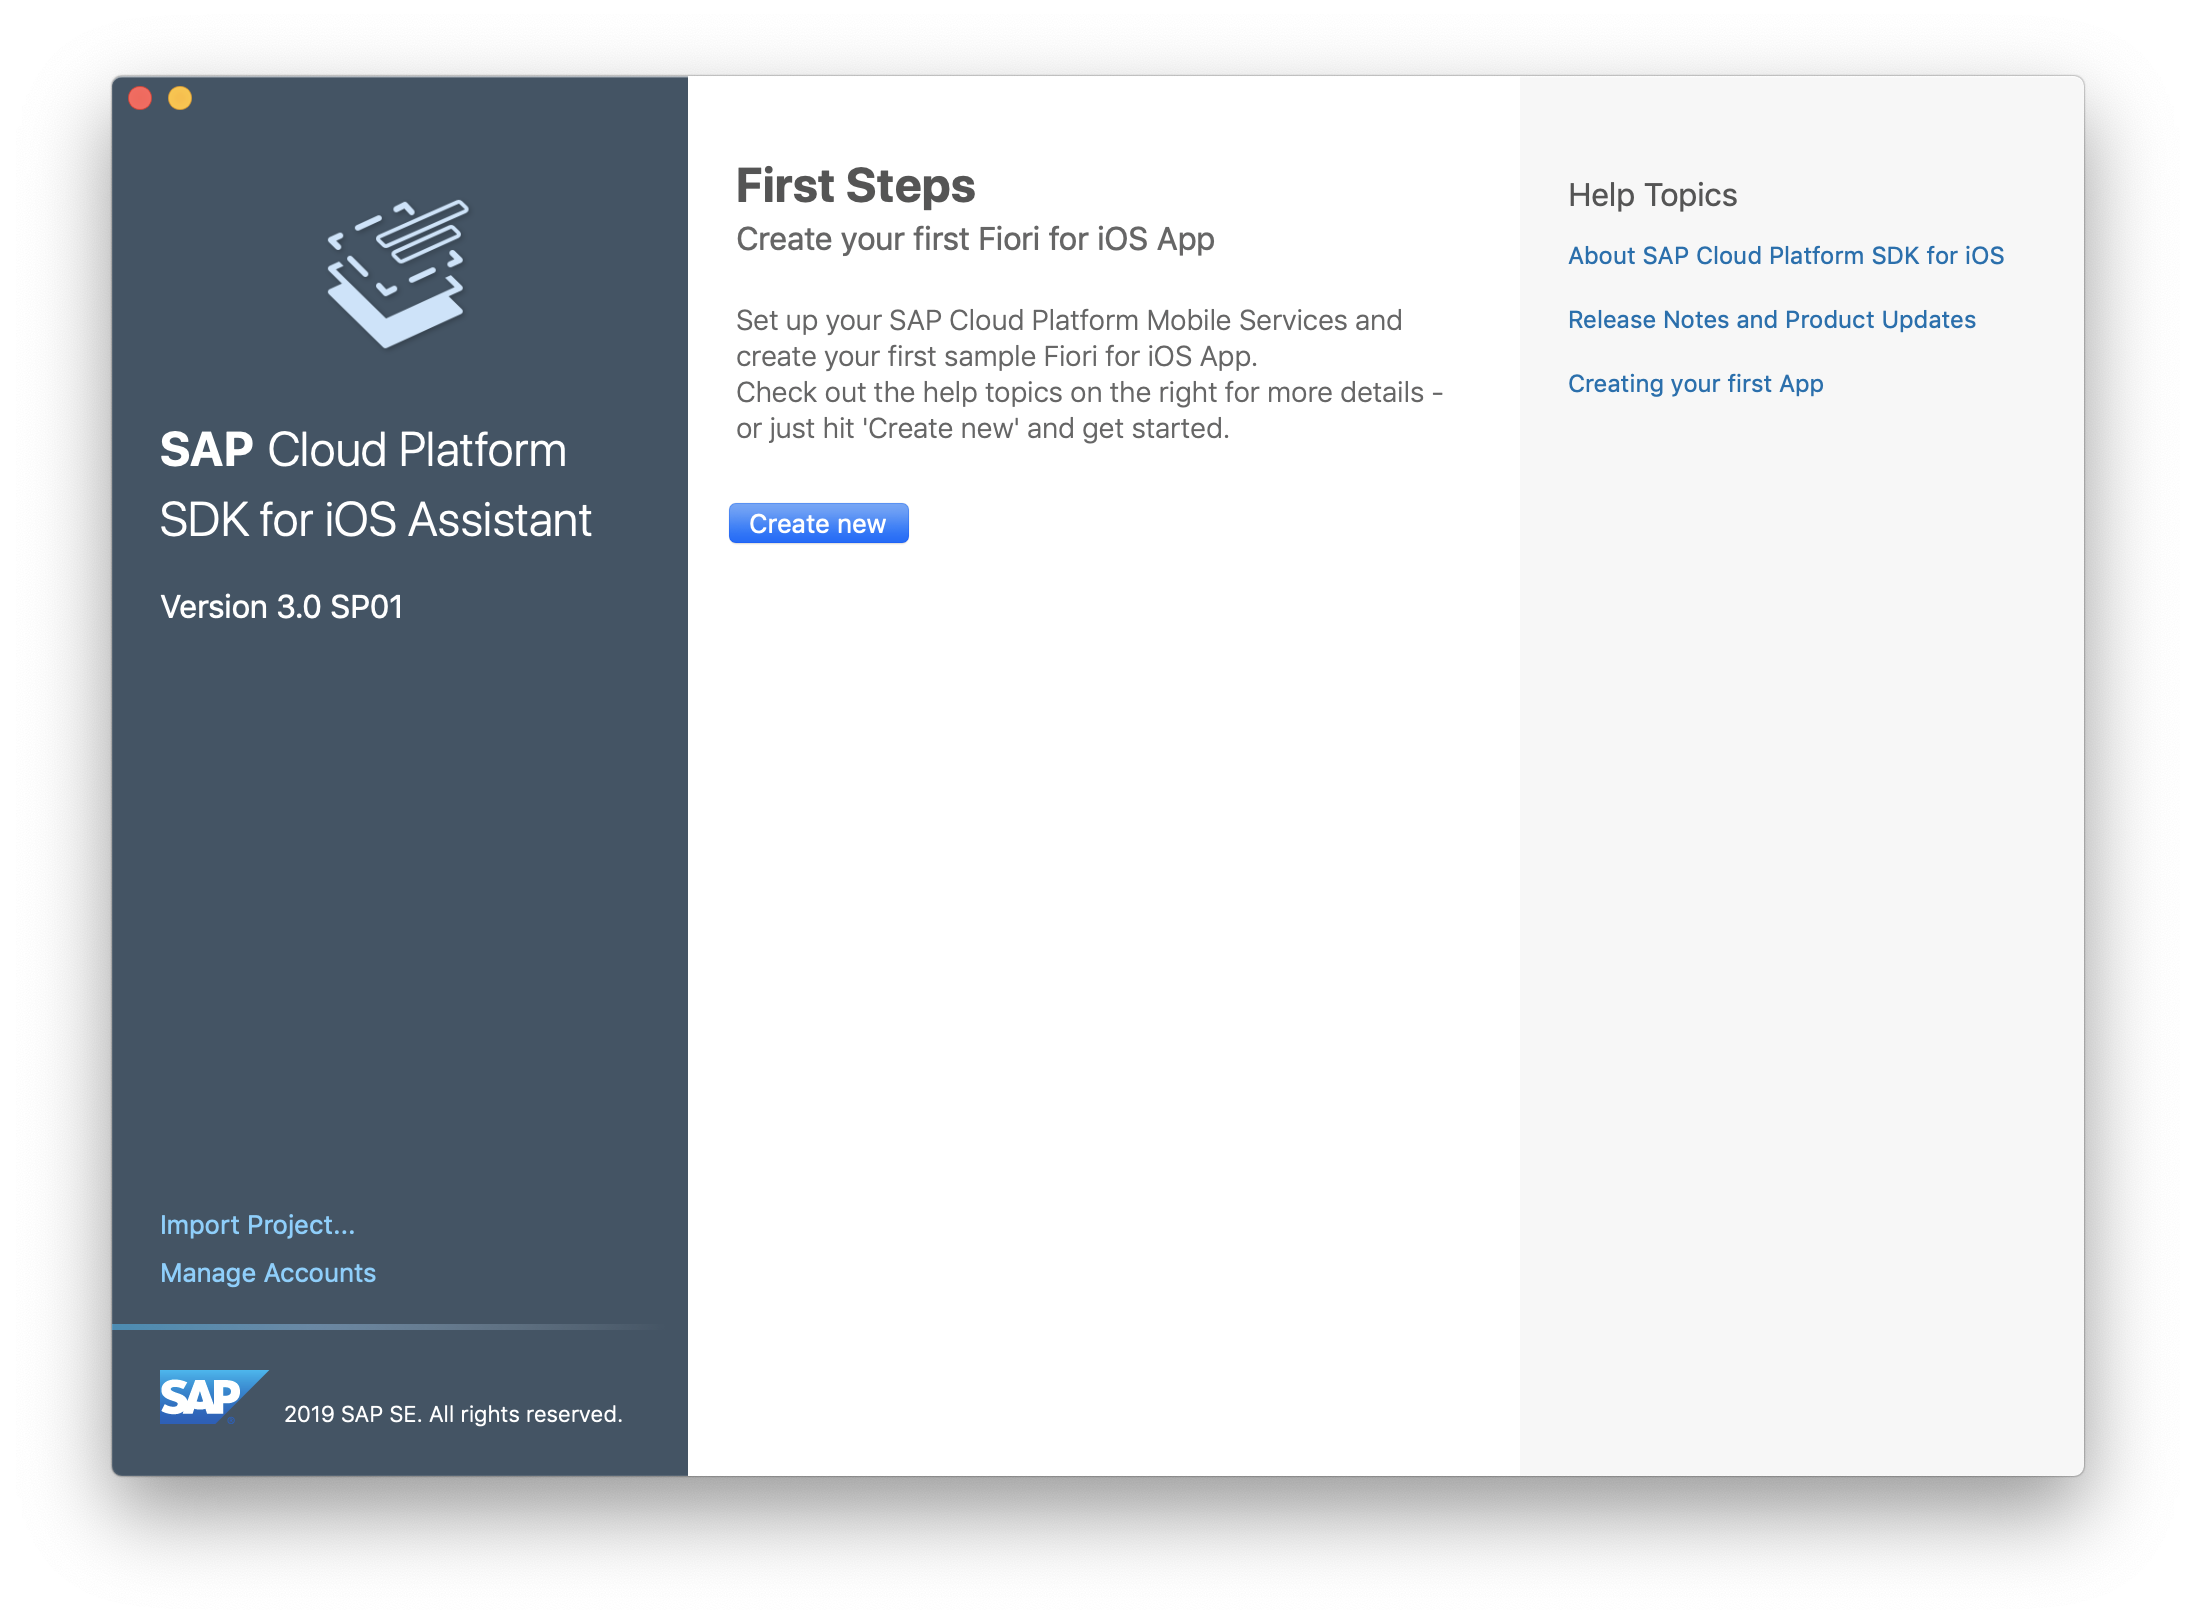 SAP Cloud Platform
SDK for iOS Assistant
Version 3.0 SP01
Import Project...
Manage Accounts
SAP
2019 SAP SE. All rights reserved.
First Steps
Create your first Fiori for iOS App
Set up your SAP Cloud Platform Mobile Services and
create your first sample Fiori for iOS App.
Check out the help topics on the right for more details -
or just hit 'Create new' and get started.
Create new
Help Topics
About SAP Cloud Platform SDK for iOS
Release Notes and Product Updates
Creating your first App